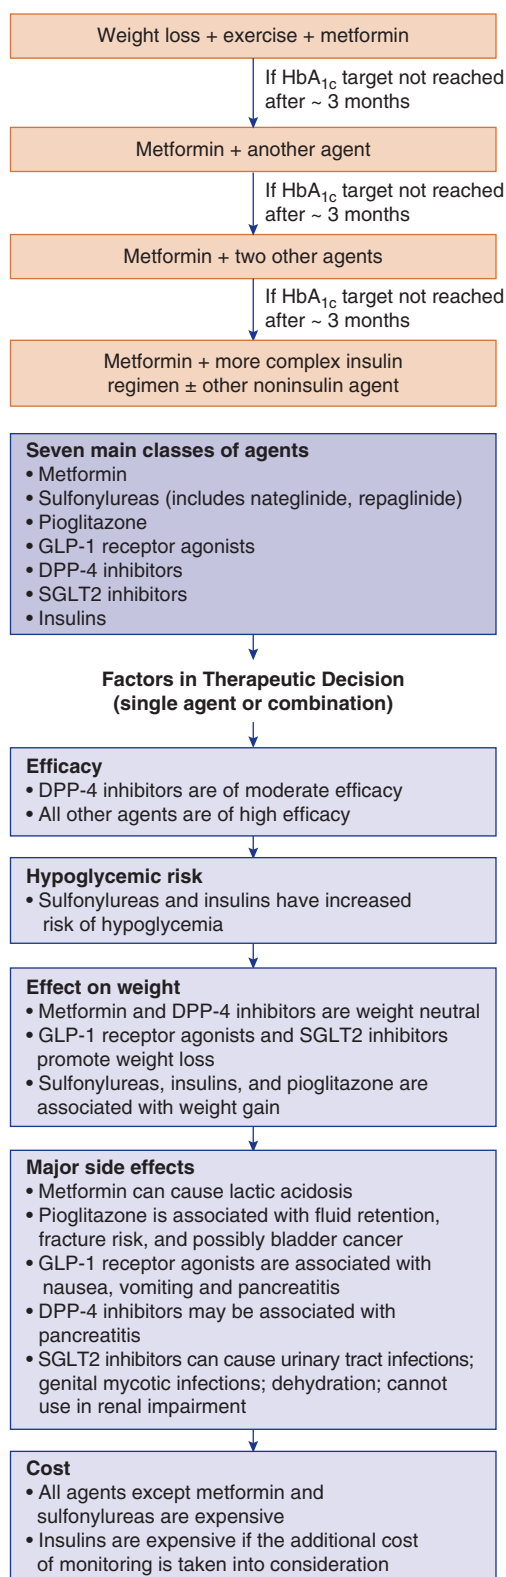 Weight loss + exercise + metformin
If HbA1c target not reached
after ~ 3 months
Metformin + another agent
If HbA1c target not reached
after ~ 3 months
Metformin + two other agents
If HbA1c target not reached
after ~ 3 months
Metformin + more complex insulin
regimen ± other noninsulin agent
Seven main classes of agents
• Metformin
• Sulfonylureas (includes nateglinide, repaglinide)
• Pioglitazone
• GLP-1 receptor agonists
• DPP-4 inhibitors
• SGLT2 inhibitors
• Insulins
Factors in Therapeutic Decision
(single agent or combination)
Efficacy
• DPP-4 inhibitors are of moderate efficacy
• All other agents are of high efficacy
Hypoglycemic risk
• Sulfonylureas and insulins have increased
risk of hypoglycemia
Effect on weight
• Metformin and DPP-4 inhibitors are weight neutral
• GLP-1 receptor agonists and SGLT2 inhibitors
promote weight loss
• Sulfonylureas, insulins, and pioglitazone are
associated with weight gain
Major side effects
• Metformin can cause lactic acidosis
• Pioglitazone is associated with fluid retention,
fracture risk, and possibly bladder cancer
• GLP-1 receptor agonists are associated with
nausea, vomiting and pancreatitis
• DPP-4 inhibitors may be associated with
pancreatitis
• SGLT2 inhibitors can cause urinary tract infections;
genital mycotic infections; dehydration; cannot
use in renal impairment
Cost
• All agents except metformin and
sulfonylureas are expensive
• Insulins are expensive if the additional cost
of monitoring is taken into consideration